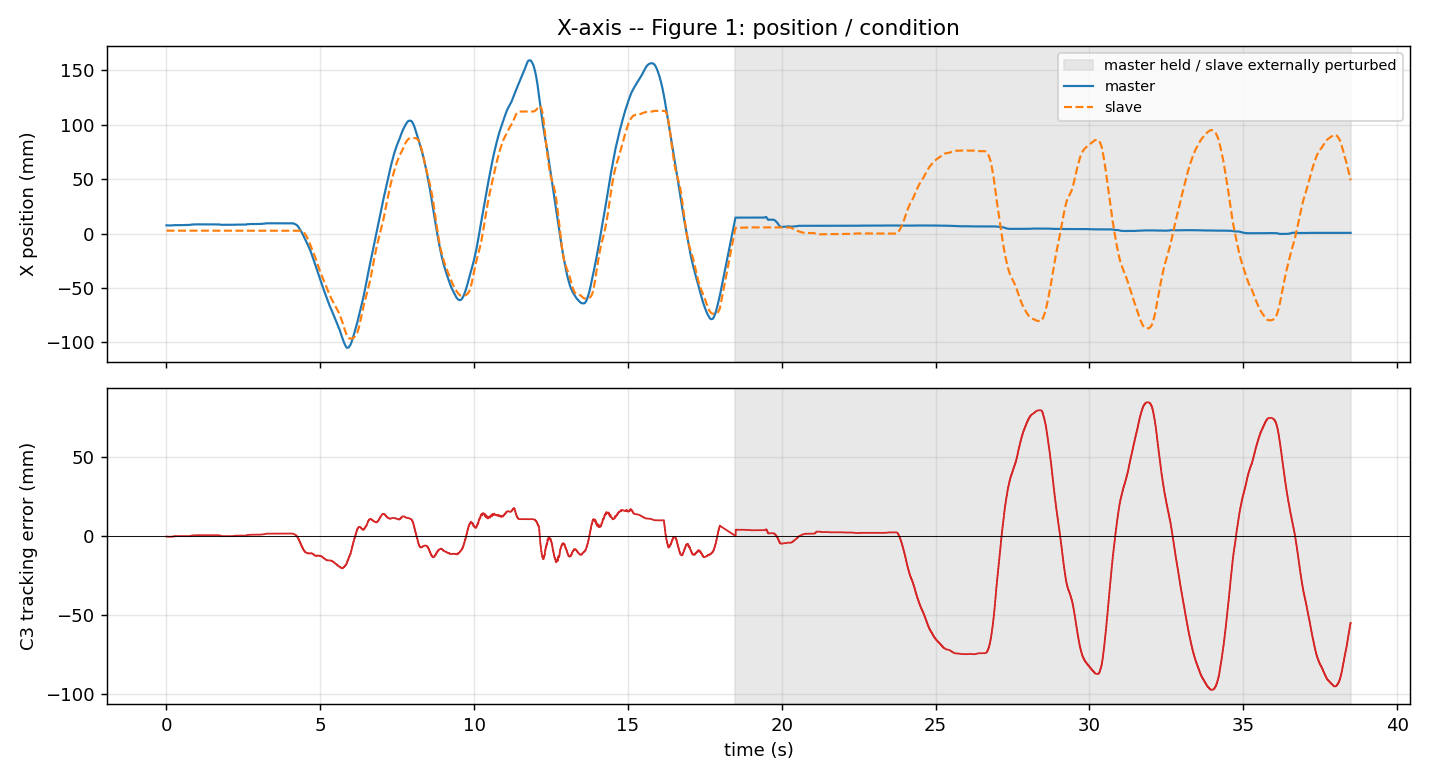 X-axis -- Figure 1: position / condition
X position (mm)
150
100
50
0
−50
−100
master held / slave externally perturbed
master
slave
C3 tracking error (mm)
50
0
−50
−100
0 5 10 15 20 25 30 35 40
time (s)